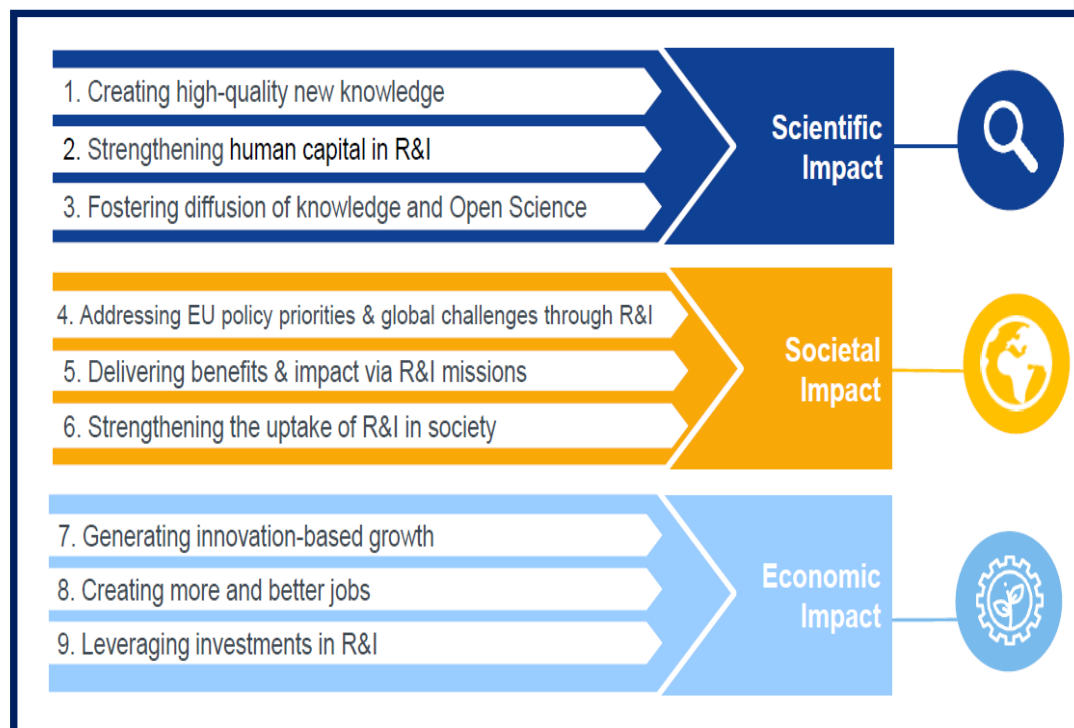 1. Creating high-quality new knowledge
2. Strengthening human capital in R&I
3. Fostering diffusion of knowledge and Open Science
Scientific
Impact
4. Addressing EU policy priorities & global challenges through R&I
5. Delivering benefits & impact via R&I missions
6. Strengthening the uptake of R&I in society
Societal
Impact
7. Generating innovation-based growth
8. Creating more and better jobs
9. Leveraging investments in R&I
Economic
Impact